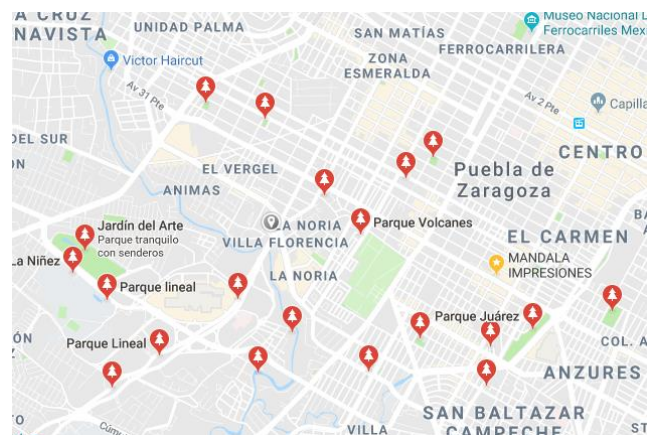 A CRUZ
NAVISTA
UNIDAD PALMA
Museo Nacional
Ferrocarriles Mexi
SAN MATÍAS
FERROCARRILERA
Victor Haircut
ZONA
ESMERALDA
Av 31 Pte
Av 2 Pte
Capilla
DEL SUR
CENTRO
EL VERGEL
ANIMAS
Puebla de
Zaragoza
Jardín del Arte
Parque tranquilo
con senderos
LA NORIA
VILLA FLORENCIA
Parque Volcanes
EL CARMEN
La Niñez
MANDALA
IMPRESIONES
LA NORIA
Parque lineal
Parque Juárez
Parque Lineal
COL. A
ANZURES
SAN BALTAZAR
CAMPECHE
VILLA